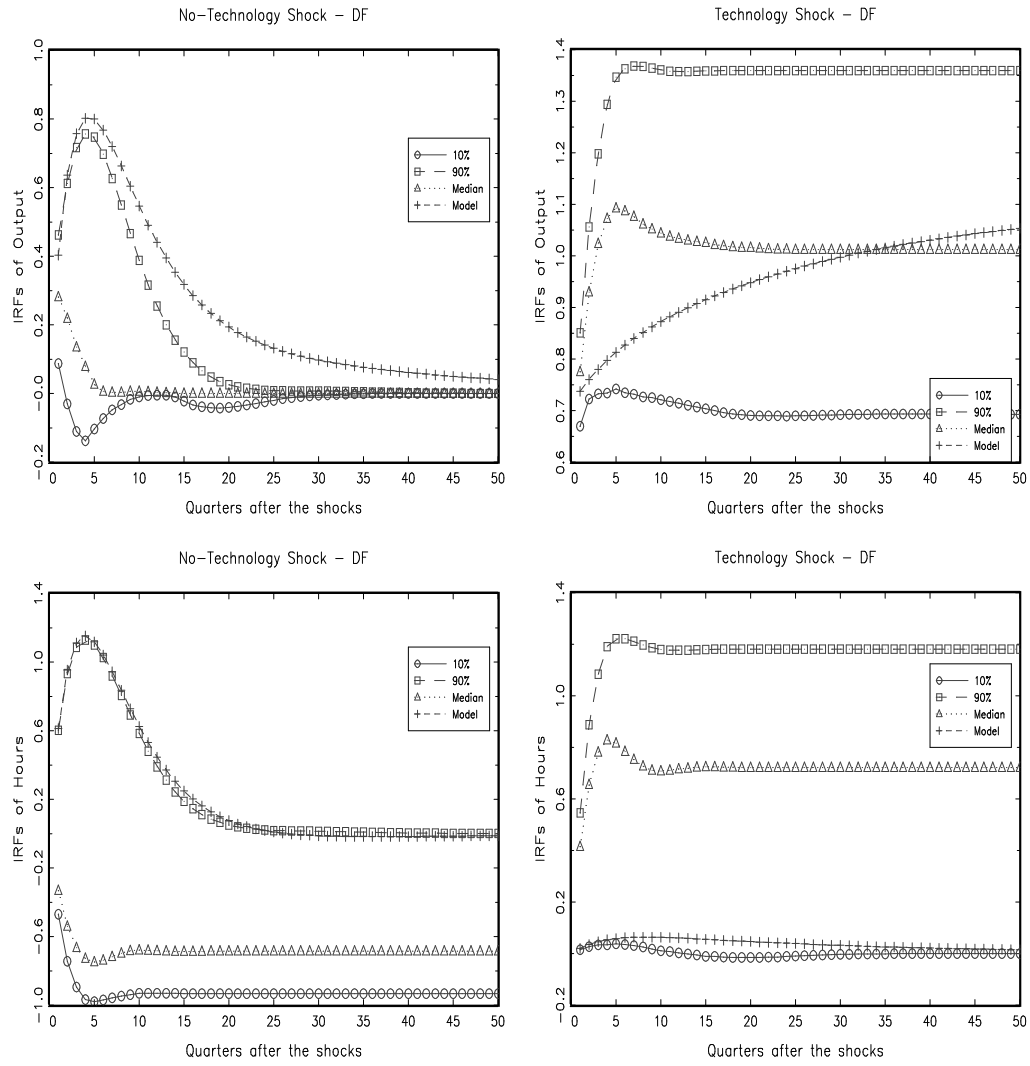 No-Technology Shock - DF
IRFs of Output
1.0
0.8
0.6
0.4
0.2
-0.0
-0.2
10%
90%
Median
Model
0 5 10 15 20 25 30 35 40 45 50
Quarters after the shocks
Technology Shock - DF
IRFs of Output
1.4
1.3
1.2
1.1
1.0
0.9
0.8
0.7
0.6
10%
90%
Median
Model
0 5 10 15 20 25 30 35 40 45 50
Quarters after the shocks
No-Technology Shock - DF
IRFs of Hours
1.4
1.0
0.6
0.2
-0.2
-0.6
-1.0
10%
90%
Median
Model
0 5 10 15 20 25 30 35 40 45 50
Quarters after the shocks
Technology Shock - DF
IRFs of Hours
1.4
1.0
0.6
0.2
-0.2
10%
90%
Median
Model
0 5 10 15 20 25 30 35 40 45 50
Quarters after the shocks